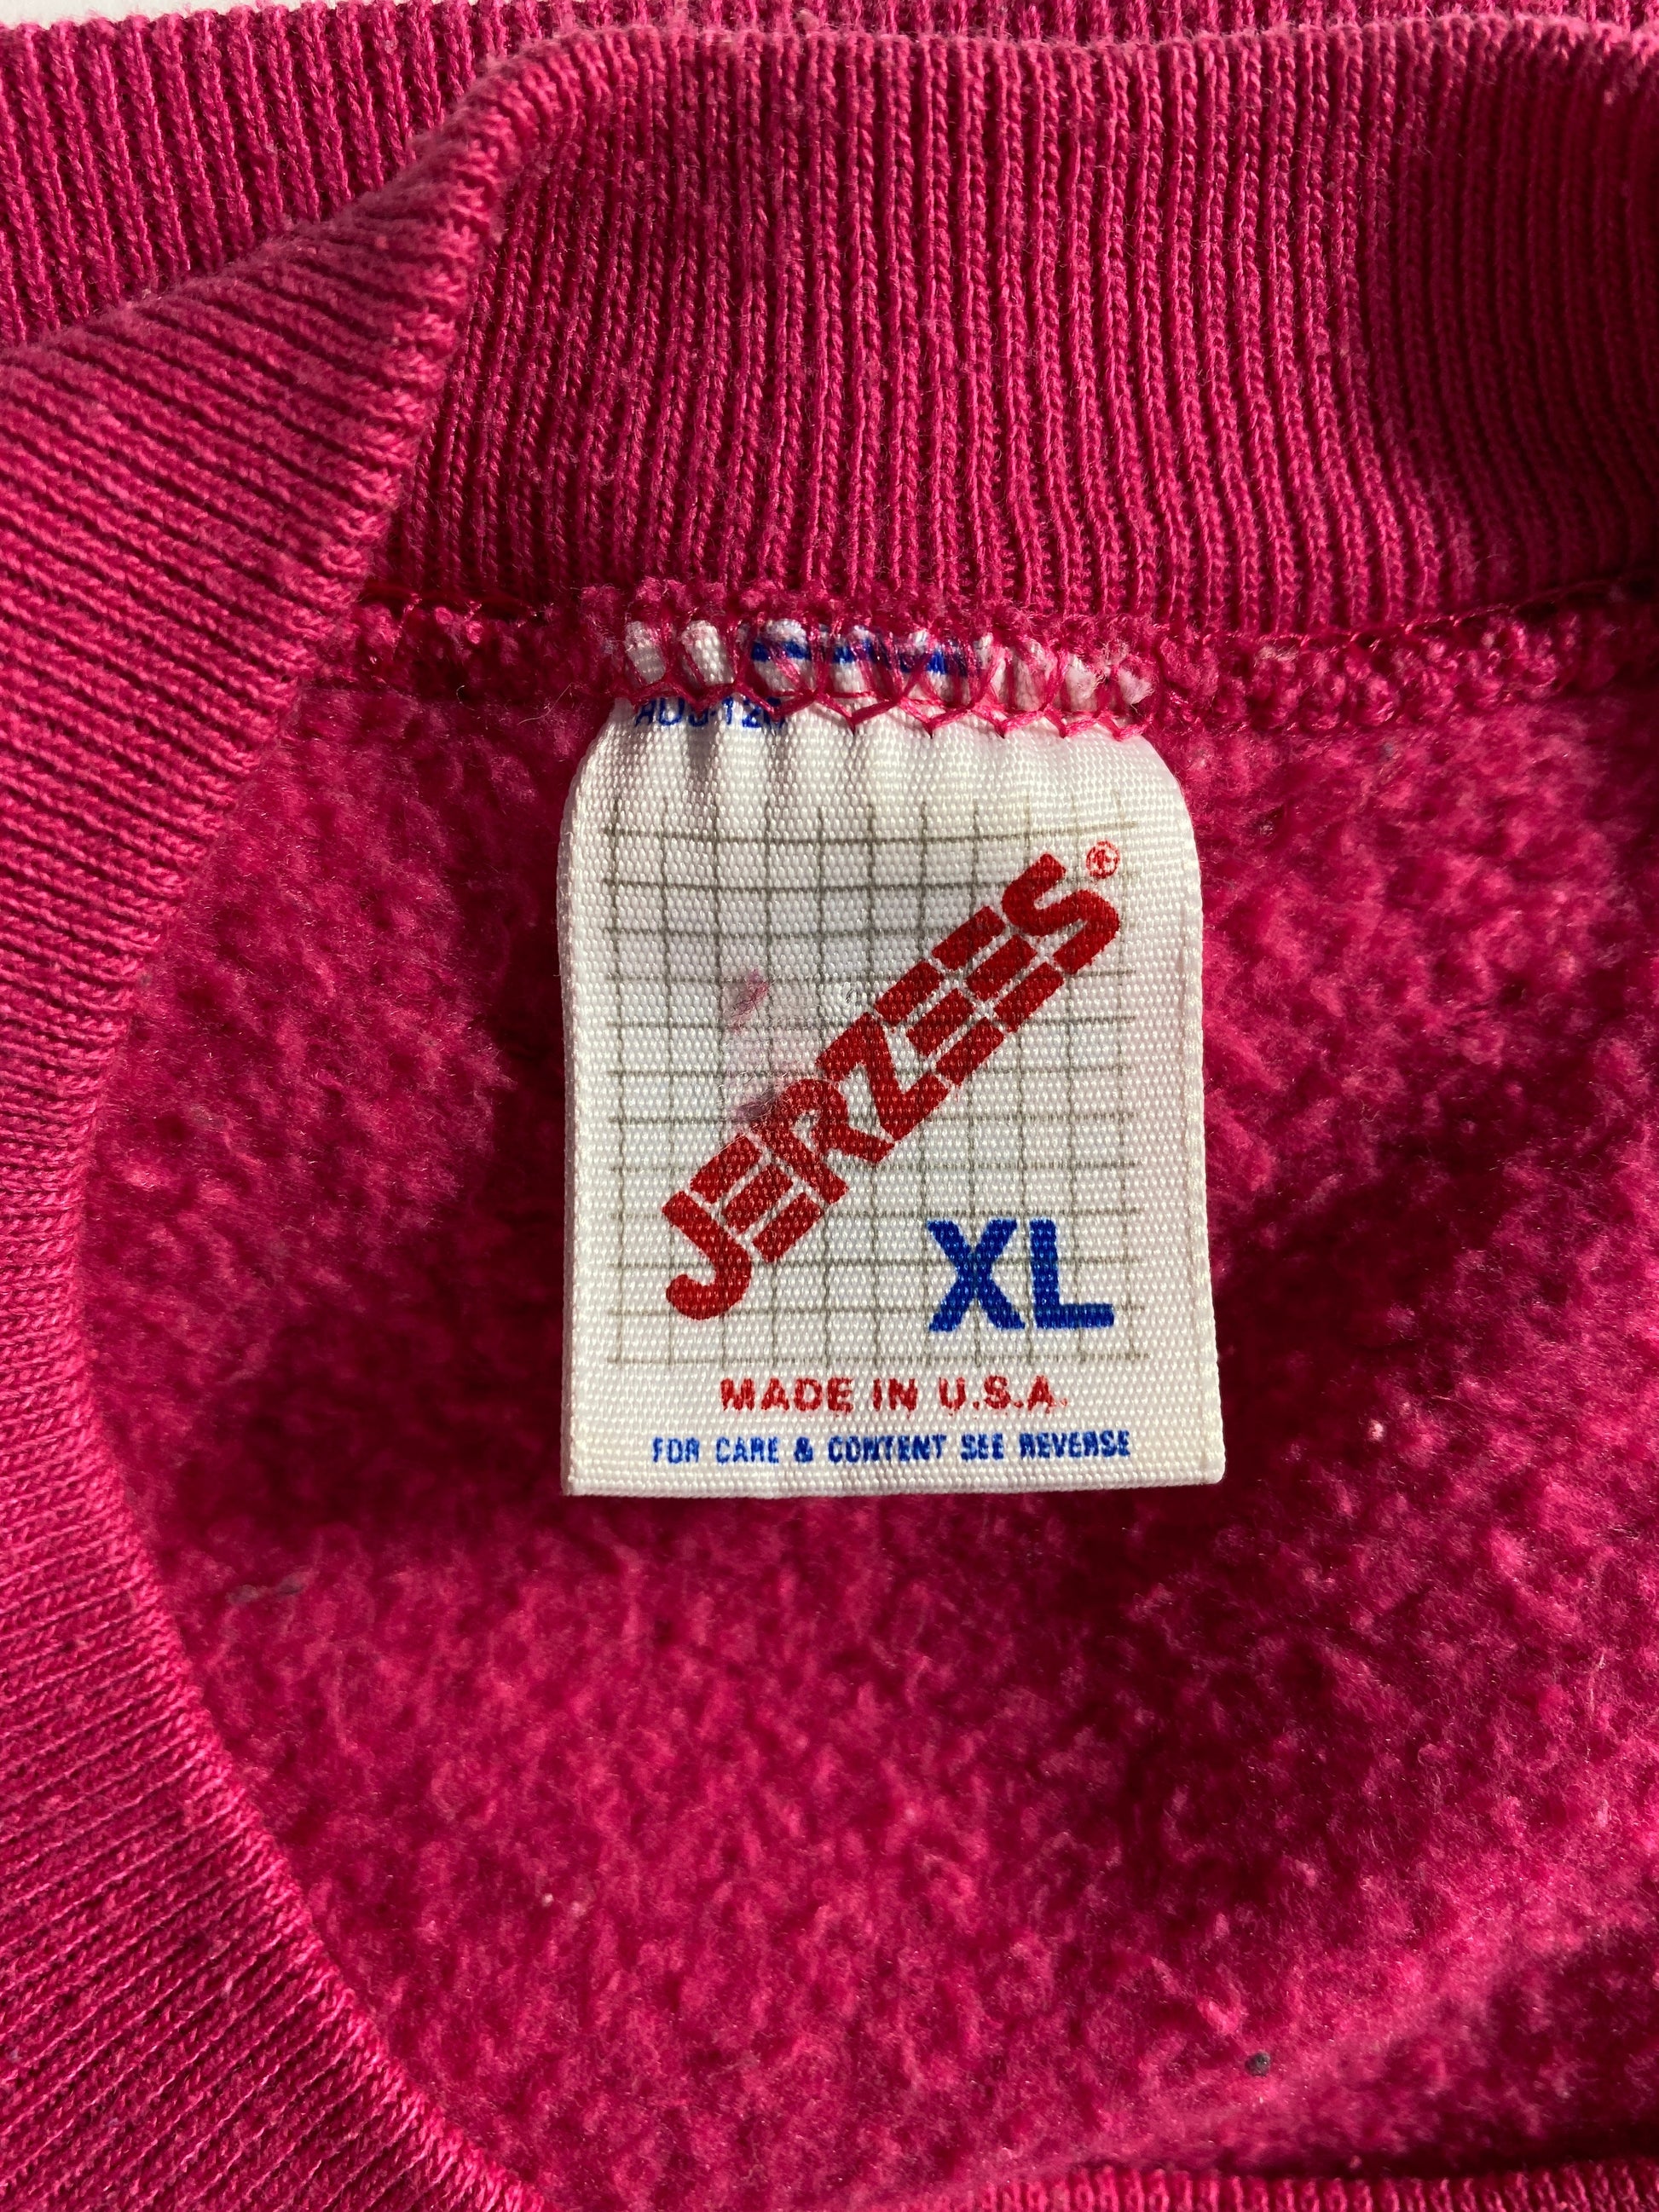 JERZEES®
XL
MADE IN U.S.A.
FOR CARE & CONTENT SEE REVERSE